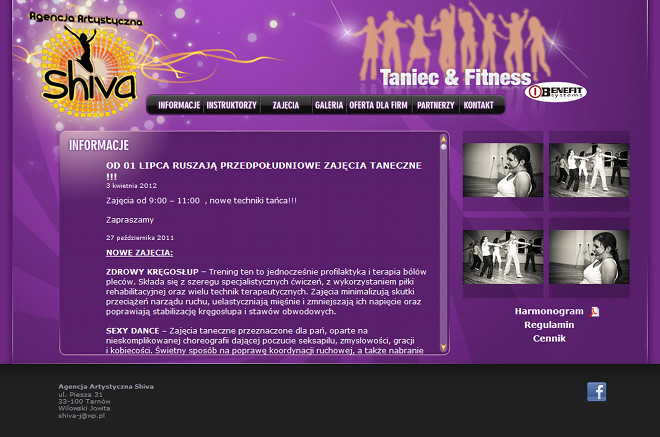 Agencja Artystyczna
Shiva
Taniec & Fitness
BENEFIT
systems
INFORMACJE
INSTRUKTORZY
ZAJĘCIA
GALERIA
OFERTA DLA FIRM
PARTNERZY
KONTAKT
INFORMACJE
OD 01 LIPCA RUSZAJĄ PRZEDPOŁUDNIOWE ZAJĘCIA TANECZNE
!!!
3 kwietnia 2012
Zajęcia od 9:00 – 11:00 , nowe techniki tańca!!!
Zapraszamy
27 października 2011
NOWE ZAJĘCIA:
ZDROWY KRĘGOSŁUP – Trening ten to jednocześnie profilaktyka i terapia bólów
pleców. Składa się z szeregu specjalistycznych ćwiczeń, z wykorzystaniem piłki
rehabilitacyjnej oraz wielu technik terapeutycznych. Zajęcia minimalizują skutki
przeciążeń narządu ruchu, uelastyczniają mięśnie i zmniejszają ich napięcie oraz
poprawiają stabilizację kręgosłupa i stawów obwodowych.
SEXY DANCE – Zajęcia taneczne przeznaczone dla pań, oparte na
nieskomplikowanej choreografii dającej poczucie seksapilu, zmysłowości, gracji
i kobiecości. Świetny sposób na poprawę koordynacji ruchowej, a także nabranie
Harmonogram
Regulamin
Cennik
Agencja Artystyczna Shiva
ul. Piesza 31
33-100 Tarnów
Wilowski Jowita
shiva-j@wp.pl
f